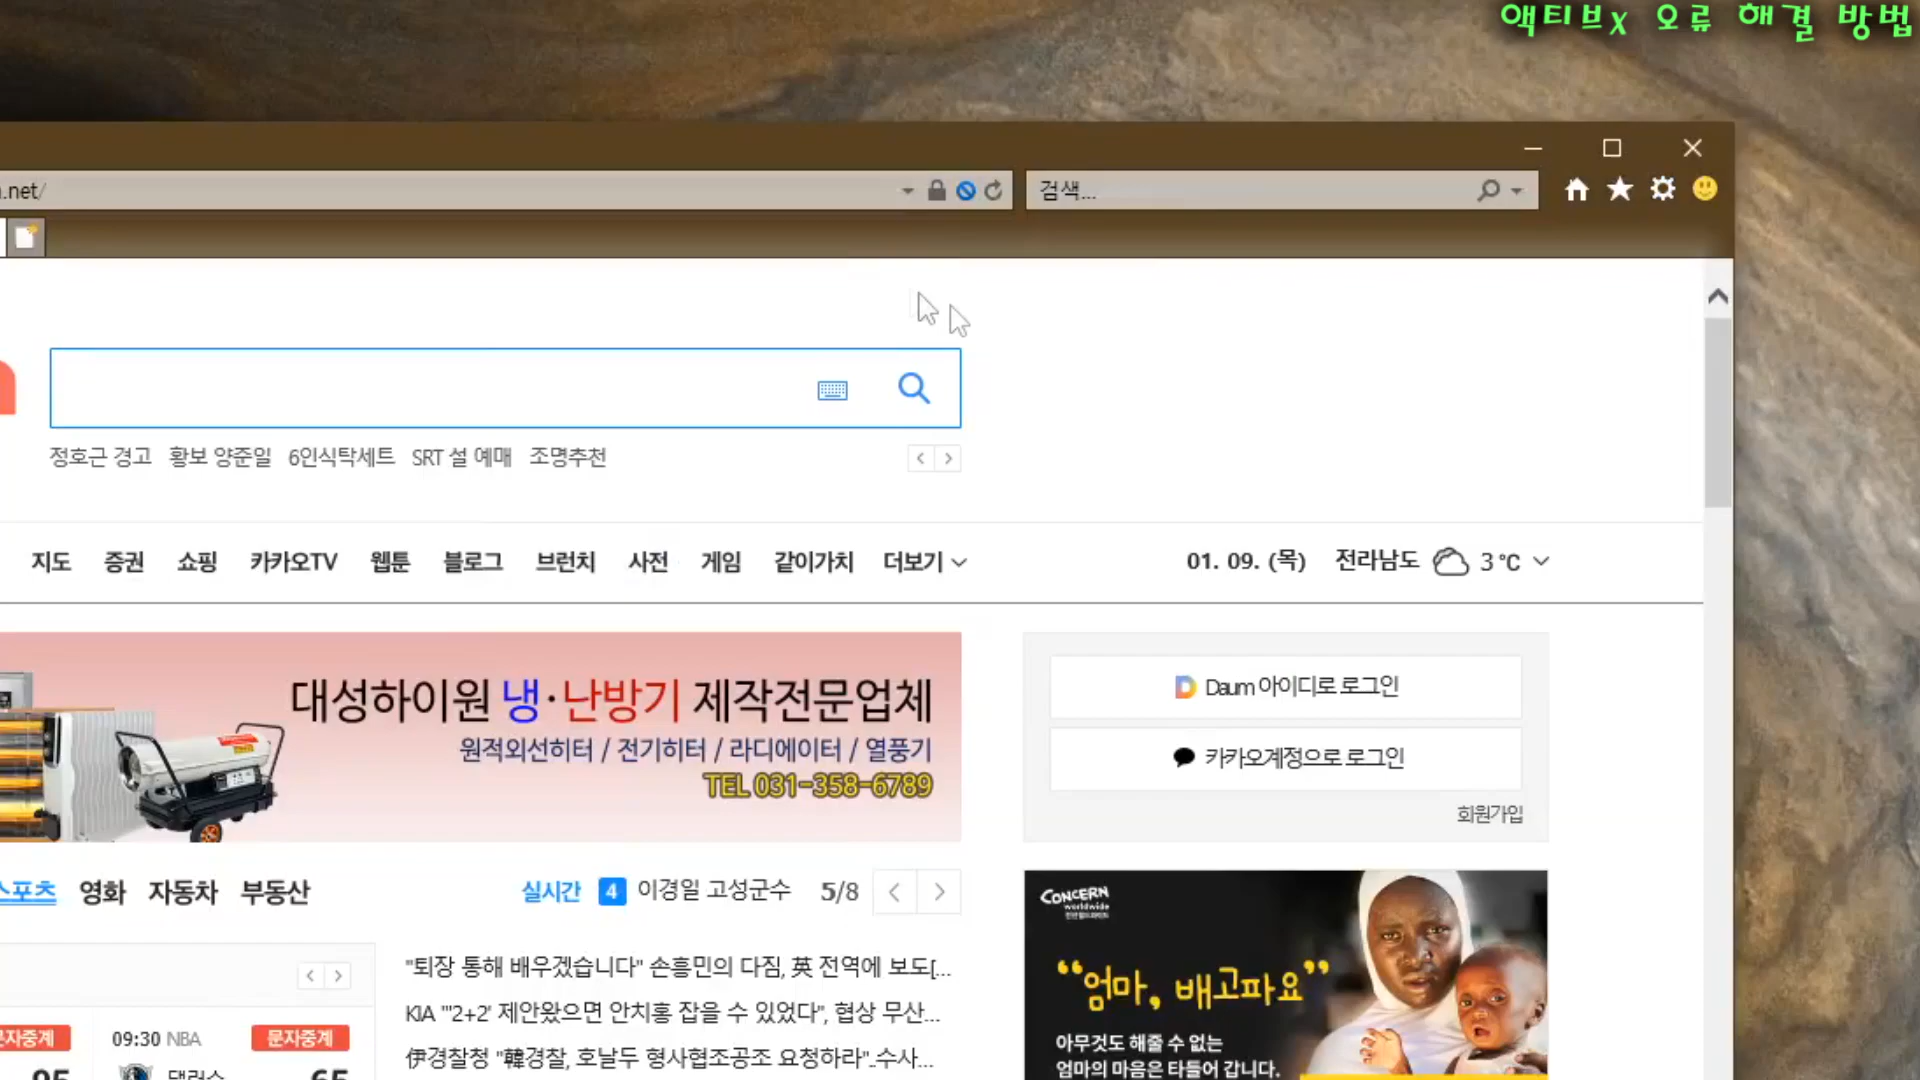 액티브X 오류 해결 방법
.net/
검색...
정호근 경고 황보 양준일 6인식탁세트 SRT 설 예매 조명추천
지도 증권 쇼핑 카카오TV 웹툰 블로그 브런치 사전 게임 같이가치 더보기
01. 09. (목) 전라남도 3 ℃
대성하이원 냉·난방기 제작전문업체
원적외선히터 / 전기히터 / 라디에이터 / 열풍기
TEL 031-358-6789
Daum 아이디로 로그인
카카오계정으로 로그인
회원가입
스포츠 영화 자동차 부동산
실시간 4 이경일 고성군수 5/8
"퇴장 통해 배우겠습니다" 손흥민의 다짐, 英 전역에 보도[...
KIA "'2+2' 제안왔으면 안치홍 잡을 수 있었다", 협상 무산...
伊경찰청 "韓경찰, 호날두 형사협조공조 요청하라"..수사...
문자중계
09:30 NBA 문자중계
댈러스
CONCERN
worldwide
“엄마, 배고파요”
아무것도 해줄 수 없는
엄마의 마음은 타들어 갑니다.